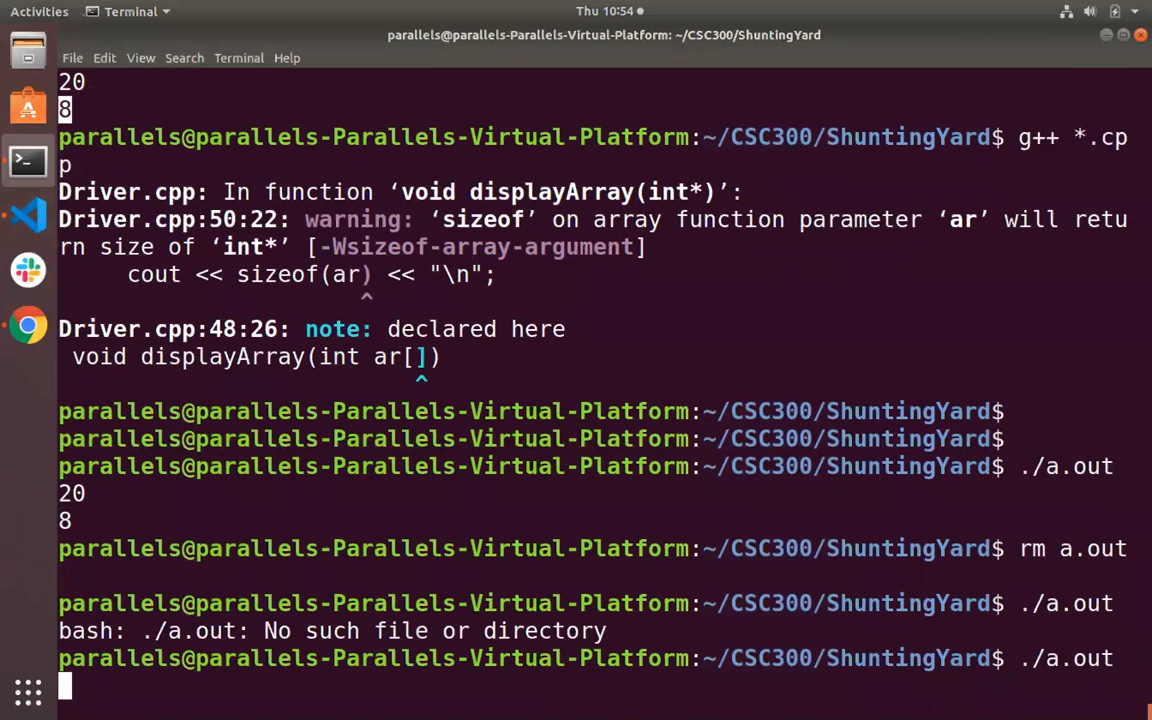 Activities Terminal Thu 10:54
parallels@parallels-Parallels-Virtual-Platform: ~/CSC300/ShuntingYard
File Edit View Search Terminal Help
20
8
parallels@parallels-Parallels-Virtual-Platform:~/CSC300/ShuntingYard$ g++ *.cp
p
Driver.cpp: In function ‘void displayArray(int*)’:
Driver.cpp:50:22: warning: ‘sizeof’ on array function parameter ‘ar’ will retu
rn size of ‘int*’ [-Wsizeof-array-argument]
cout << sizeof(ar) << "\n";
^
Driver.cpp:48:26: note: declared here
void displayArray(int ar[])
^
parallels@parallels-Parallels-Virtual-Platform:~/CSC300/ShuntingYard$
parallels@parallels-Parallels-Virtual-Platform:~/CSC300/ShuntingYard$
parallels@parallels-Parallels-Virtual-Platform:~/CSC300/ShuntingYard$ ./a.out
20
8
parallels@parallels-Parallels-Virtual-Platform:~/CSC300/ShuntingYard$ rm a.out
parallels@parallels-Parallels-Virtual-Platform:~/CSC300/ShuntingYard$ ./a.out
bash: ./a.out: No such file or directory
parallels@parallels-Parallels-Virtual-Platform:~/CSC300/ShuntingYard$ ./a.out